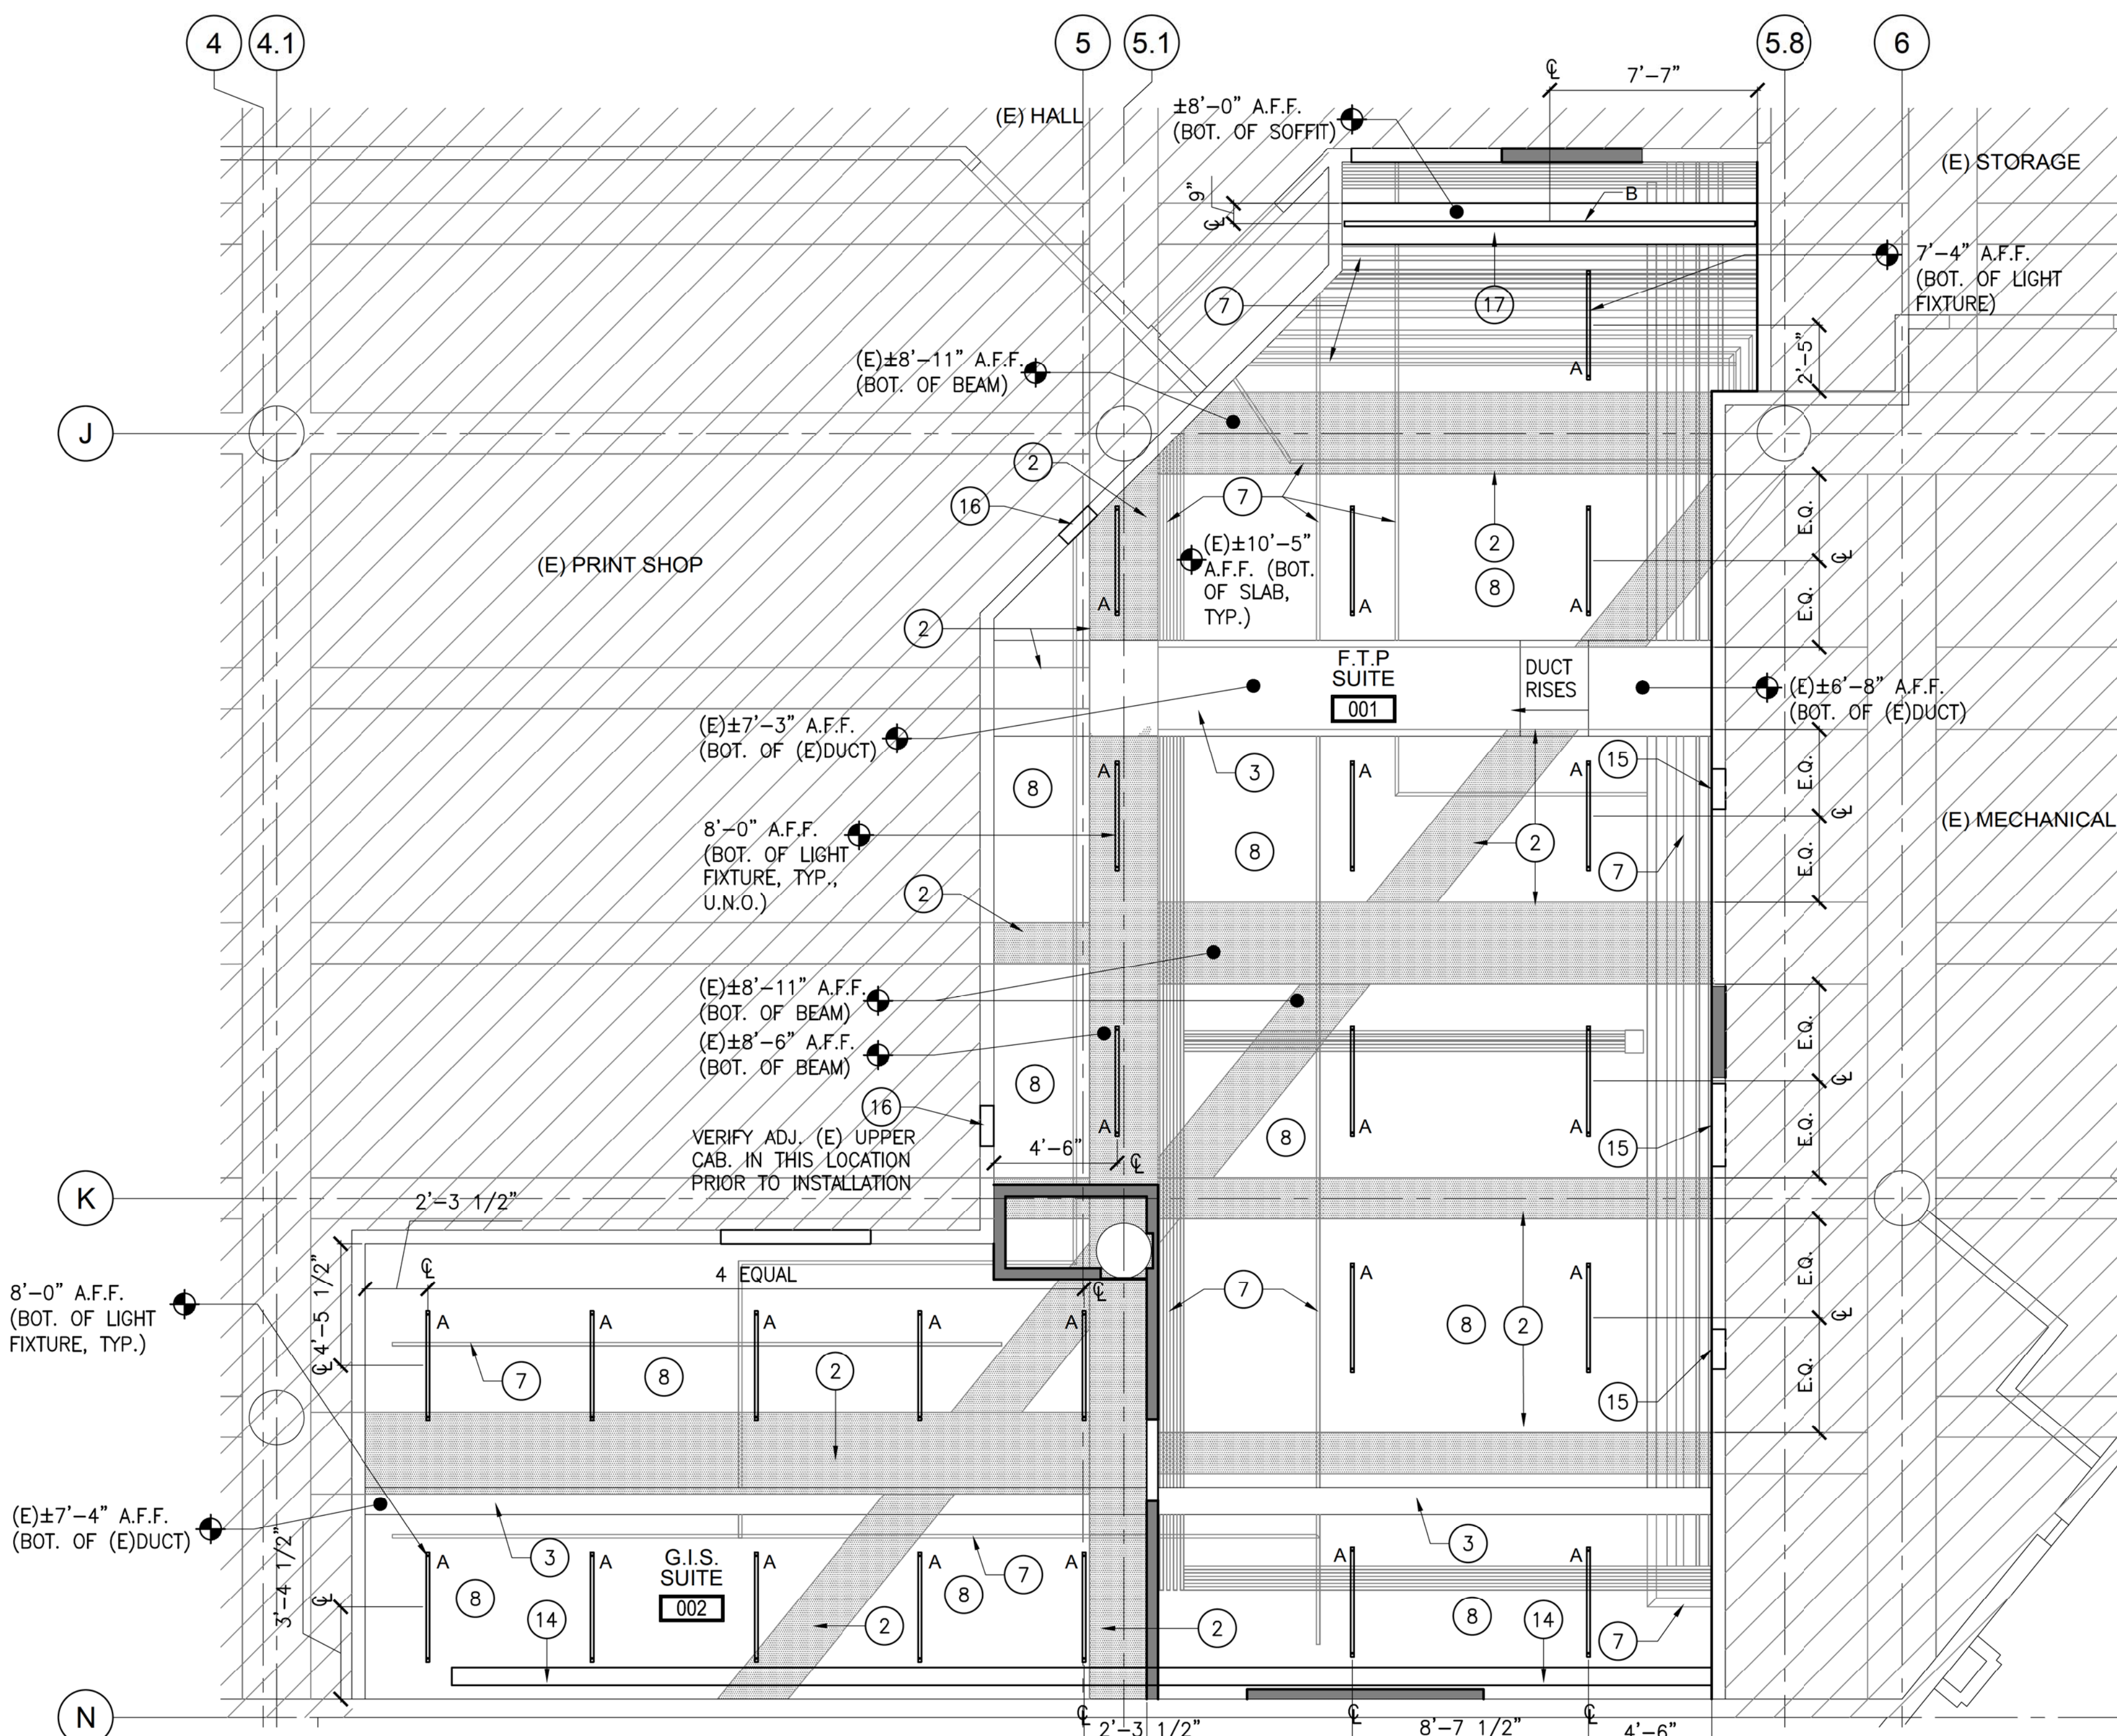 4
4.1
5
5.1
5.8
6
(E) HALL
±8'-0" A.F.F.
(BOT. OF SOFFIT)
℄
7'-7"
(E) STORAGE
9"
℄
B
7'-4" A.F.F.
(BOT. OF LIGHT
FIXTURE)
7
17
2'-5"
(E)±8'-11" A.F.F.
(BOT. OF BEAM)
A
J
2
16
7
(E)±10'-5"
A.F.F. (BOT.
OF SLAB,
TYP.)
2
8
E.Q.
℄
E.Q.
(E) PRINT SHOP
A
A
A
2
F.T.P
SUITE
001
DUCT
RISES
(E)±6'-8" A.F.F.
(BOT. OF (E)DUCT)
(E)±7'-3" A.F.F.
(BOT. OF (E)DUCT)
3
A
A
A
15
8
8
2
7
E.Q.
℄
E.Q.
(E) MECHANICAL
8'-0" A.F.F.
(BOT. OF LIGHT
FIXTURE, TYP.,
U.N.O.)
2
(E)±8'-11" A.F.F.
(BOT. OF BEAM)
(E)±8'-6" A.F.F.
(BOT. OF BEAM)
8
E.Q.
℄
E.Q.
16
A
A
A
8
15
VERIFY ADJ. (E) UPPER
CAB. IN THIS LOCATION
PRIOR TO INSTALLATION
4'-6"
℄
K
2'-3 1/2"
℄
4 EQUAL
℄
4'-5 1/2"
℄
8'-0" A.F.F.
(BOT. OF LIGHT
FIXTURE, TYP.)
A
A
A
A
A
7
8
2
7
A
A
8
2
E.Q.
℄
E.Q.
15
(E)±7'-4" A.F.F.
(BOT. OF (E)DUCT)
3'-4 1/2"
℄
3
7
3
A
A
A
A
A
A
A
G.I.S.
SUITE
002
8
8
14
2
2
8
14
7
N
℄
2'-3 1/2"
℄
8'-7 1/2"
℄
4'-6"